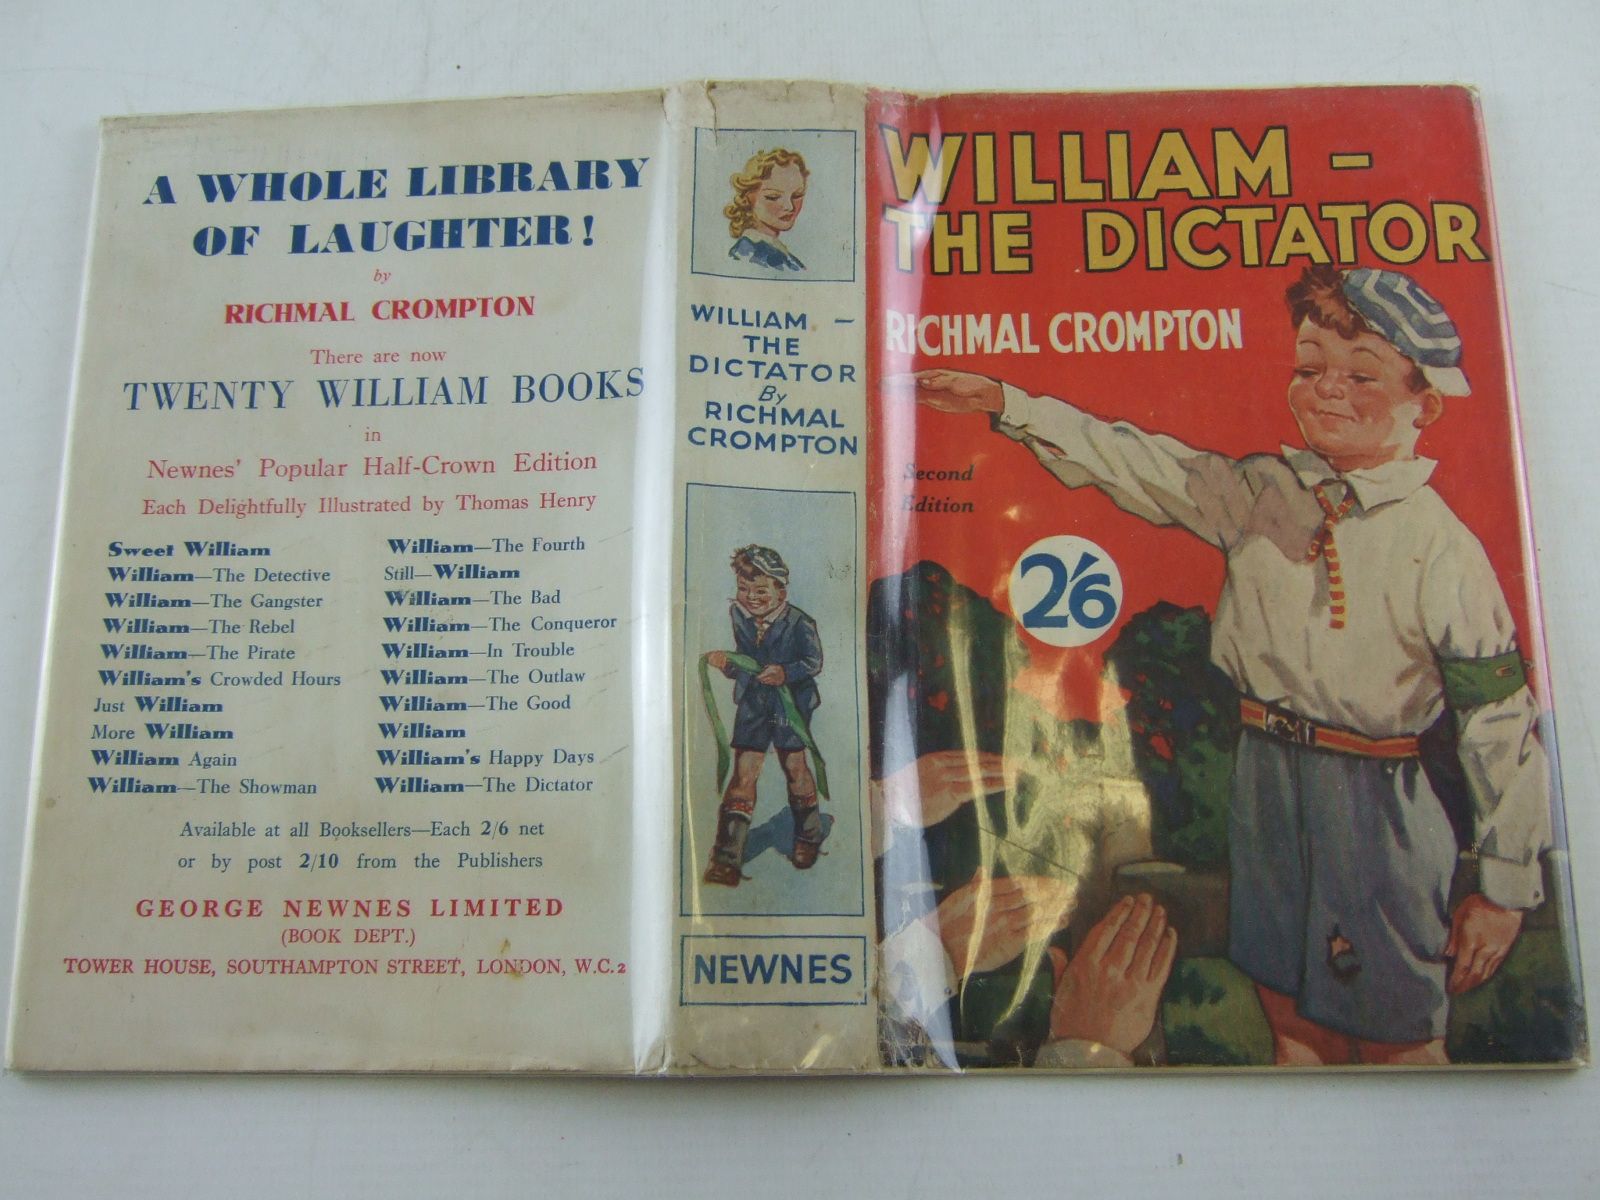 A WHOLE LIBRARY
OF LAUGHTER!
by
RICHMAL CROMPTON
There are now
TWENTY WILLIAM BOOKS
in
Newnes' Popular Half-Crown Edition
Each Delightfully Illustrated by Thomas Henry
Sweet William
William—The Detective
William—The Gangster
William—The Rebel
William—The Pirate
William's Crowded Hours
Just William
More William
William Again
William—The Showman
William—The Fourth
Still—William
William—The Bad
William—The Conqueror
William—In Trouble
William—The Outlaw
William—The Good
William
William's Happy Days
William—The Dictator
Available at all Booksellers—Each 2/6 net
or by post 2/10 from the Publishers
GEORGE NEWNES LIMITED
(BOOK DEPT.)
TOWER HOUSE, SOUTHAMPTON STREET, LONDON, W.C.2
WILLIAM –
THE
DICTATOR
By
RICHMAL
CROMPTON
NEWNES
WILLIAM –
THE DICTATOR
RICHMAL CROMPTON
Second
Edition
2'6